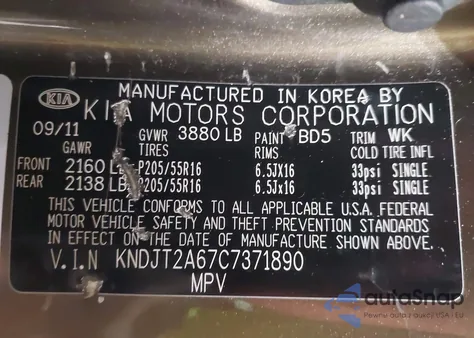 MANUFACTURED IN KOREA BY
KIA KIA MOTORS CORPORATION
09/11 GVWR 3880 LB PAINT BD5 TRIM WK
GAWR TIRES RIMS COLD TIRE INFL
FRONT 2160 LB P205/55R16 6.5JX16 33psi SINGLE
REAR 2138 LB P205/55R16 6.5JX16 33psi SINGLE
THIS VEHICLE CONFORMS TO ALL APPLICABLE U.S.A. FEDERAL
MOTOR VEHICLE SAFETY AND THEFT PREVENTION STANDARDS
IN EFFECT ON THE DATE OF MANUFACTURE SHOWN ABOVE.
V.I.N KNDJT2A67C7371890
MPV
autoSnap